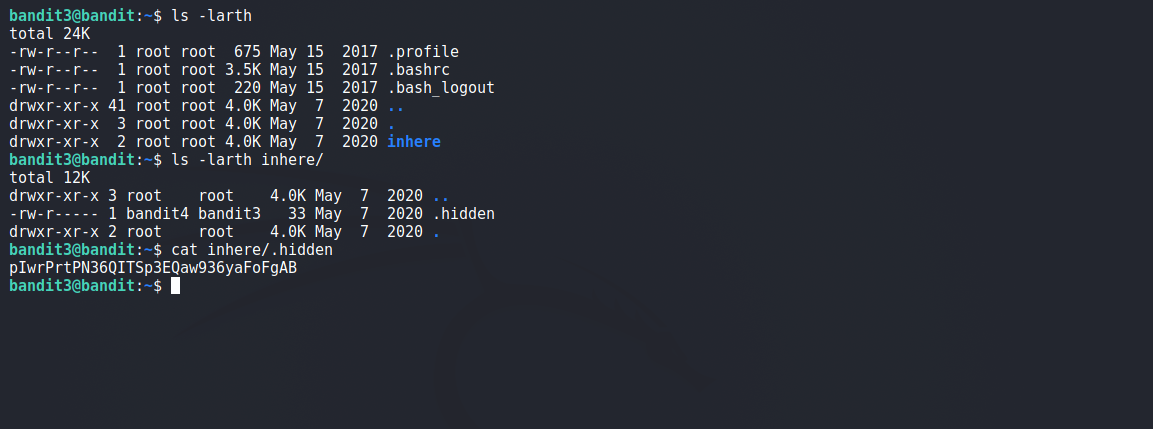 bandit3@bandit:~$ ls -larth
total 24K
-rw-r--r--  1 root root  675 May 15  2017 .profile
-rw-r--r--  1 root root 3.5K May 15  2017 .bashrc
-rw-r--r--  1 root root  220 May 15  2017 .bash_logout
drwxr-xr-x 41 root root 4.0K May  7  2020 ..
drwxr-xr-x  3 root root 4.0K May  7  2020 .
drwxr-xr-x  2 root root 4.0K May  7  2020 inhere
bandit3@bandit:~$ ls -larth inhere/
total 12K
drwxr-xr-x 3 root    root    4.0K May  7  2020 ..
-rw-r----- 1 bandit4 bandit3   33 May  7  2020 .hidden
drwxr-xr-x 2 root    root    4.0K May  7  2020 .
bandit3@bandit:~$ cat inhere/.hidden
pIwrPrtPN36QITSp3EQaw936yaFoFgAB
bandit3@bandit:~$